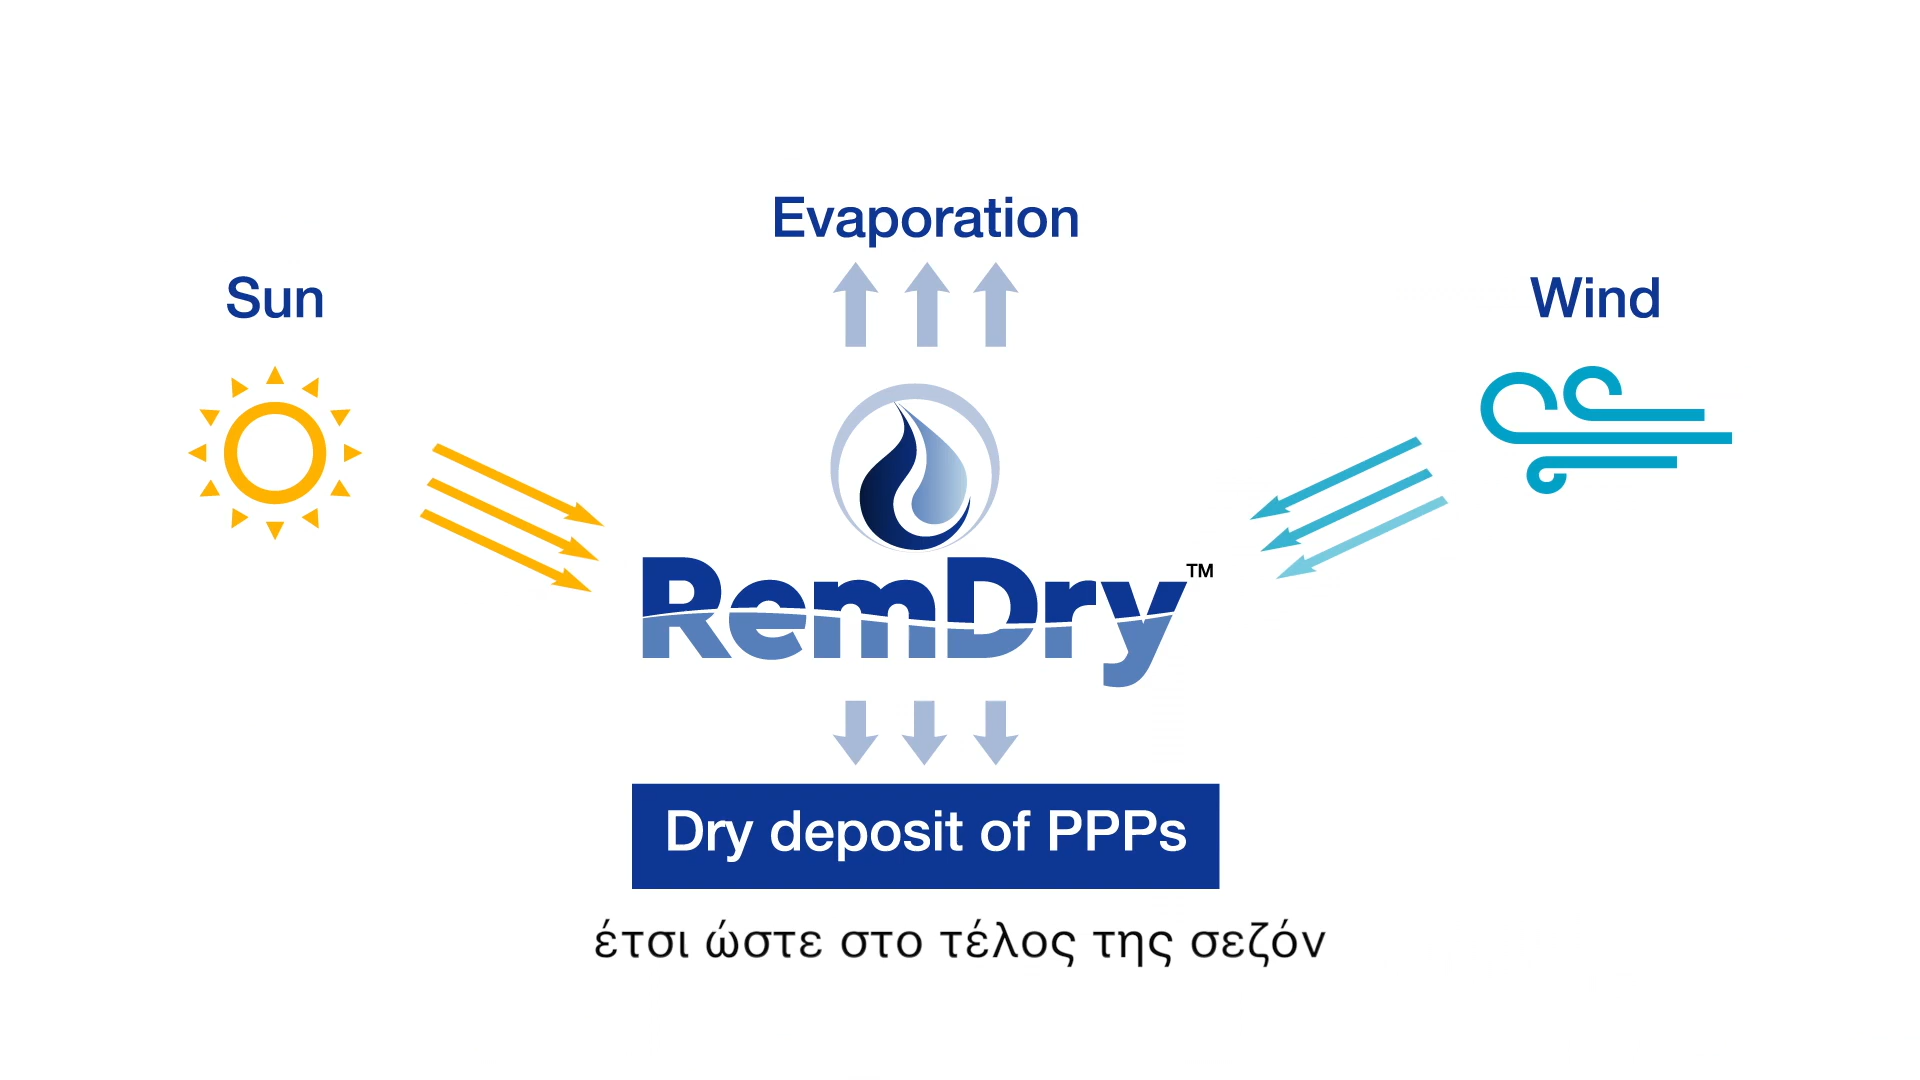 Evaporation
Sun
Wind
RemDry™
Dry deposit of PPPs
έτσι ώστε στο τέλος της σεζόν